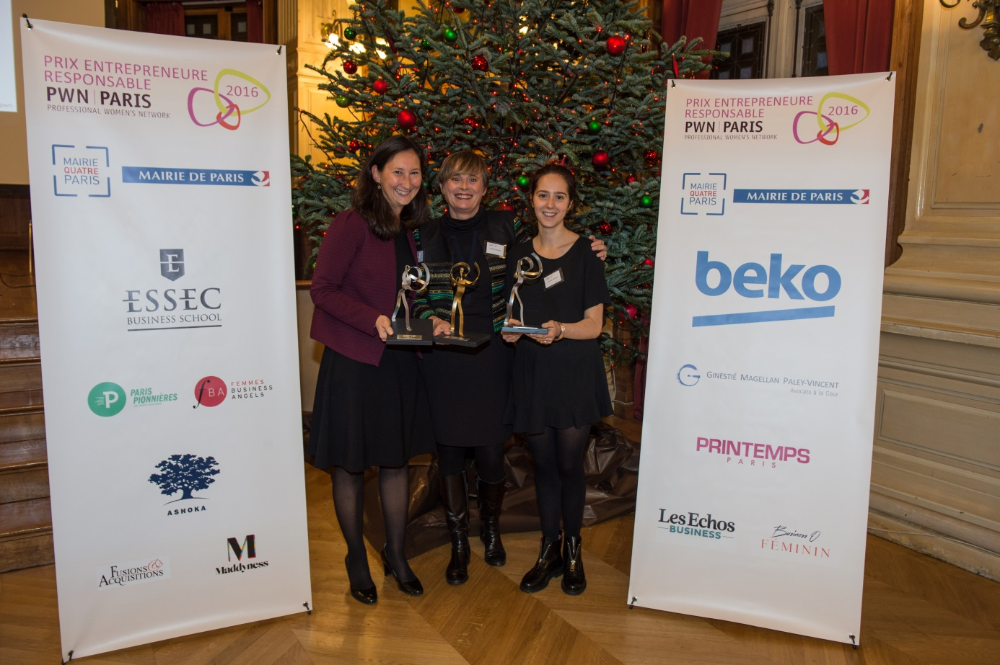 PRIX ENTREPRENEURE
RESPONSABLE
PWN | PARIS
PROFESSIONAL WOMEN'S NETWORK
2016
MAIRIE
QUATRE
PARIS
MAIRIE DE PARIS
E
ESSEC
BUSINESS SCHOOL
P
PARIS
PIONNIÈRES
FBA
FEMMES
BUSINESS
ANGELS
ASHOKA
FUSIONS &
ACQUISITIONS
M
Maddyness
PRIX ENTREPRENEURE
RESPONSABLE
PWN | PARIS
PROFESSIONAL WOMEN'S NETWORK
2016
MAIRIE
QUATRE
PARIS
MAIRIE DE PARIS
beko
G
GINESTIÉ MAGELLAN PALEY-VINCENT
Avocats à la Cour
PRINTEMPS
PARIS
Les Echos
BUSINESS
Business O
FÉMININ